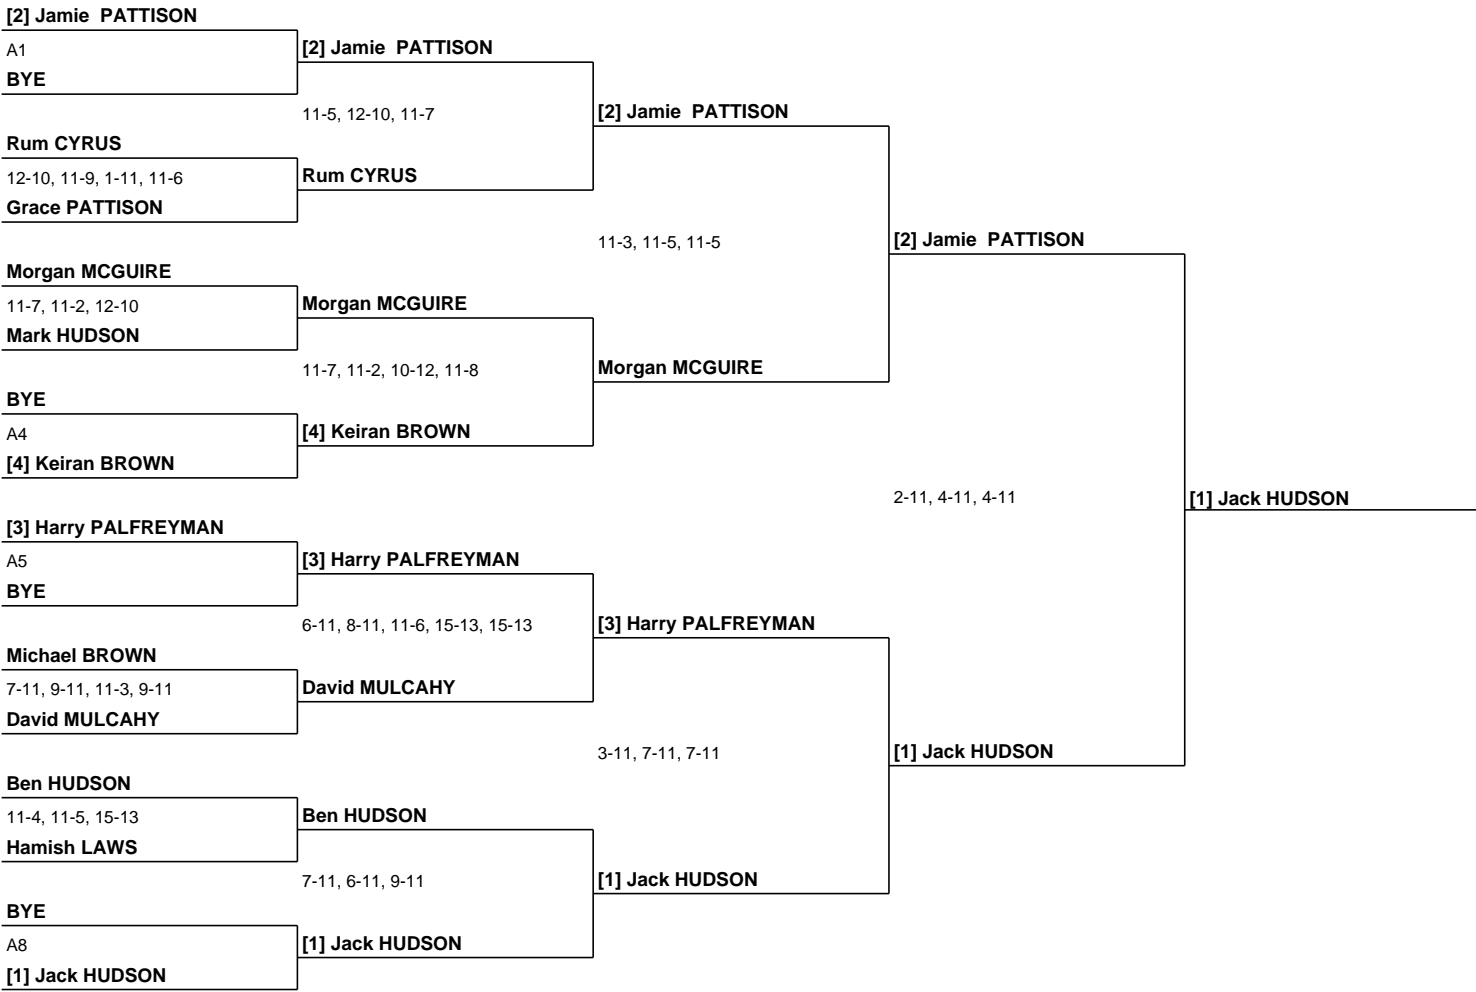 [2] Jamie  PATTISON
A1
BYE
Rum CYRUS
12-10, 11-9, 1-11, 11-6
Grace PATTISON
Morgan MCGUIRE
11-7, 11-2, 12-10
Mark HUDSON
BYE
A4
[4] Keiran BROWN
[3] Harry PALFREYMAN
A5
BYE
Michael BROWN
7-11, 9-11, 11-3, 9-11
David MULCAHY
Ben HUDSON
11-4, 11-5, 15-13
Hamish LAWS
BYE
A8
[1] Jack HUDSON
[2] Jamie  PATTISON
11-5, 12-10, 11-7
Rum CYRUS
Morgan MCGUIRE
11-7, 11-2, 10-12, 11-8
[4] Keiran BROWN
[3] Harry PALFREYMAN
6-11, 8-11, 11-6, 15-13, 15-13
David MULCAHY
Ben HUDSON
7-11, 6-11, 9-11
[1] Jack HUDSON
[2] Jamie  PATTISON
11-3, 11-5, 11-5
Morgan MCGUIRE
[3] Harry PALFREYMAN
3-11, 7-11, 7-11
[1] Jack HUDSON
[2] Jamie  PATTISON
2-11, 4-11, 4-11
[1] Jack HUDSON
[1] Jack HUDSON